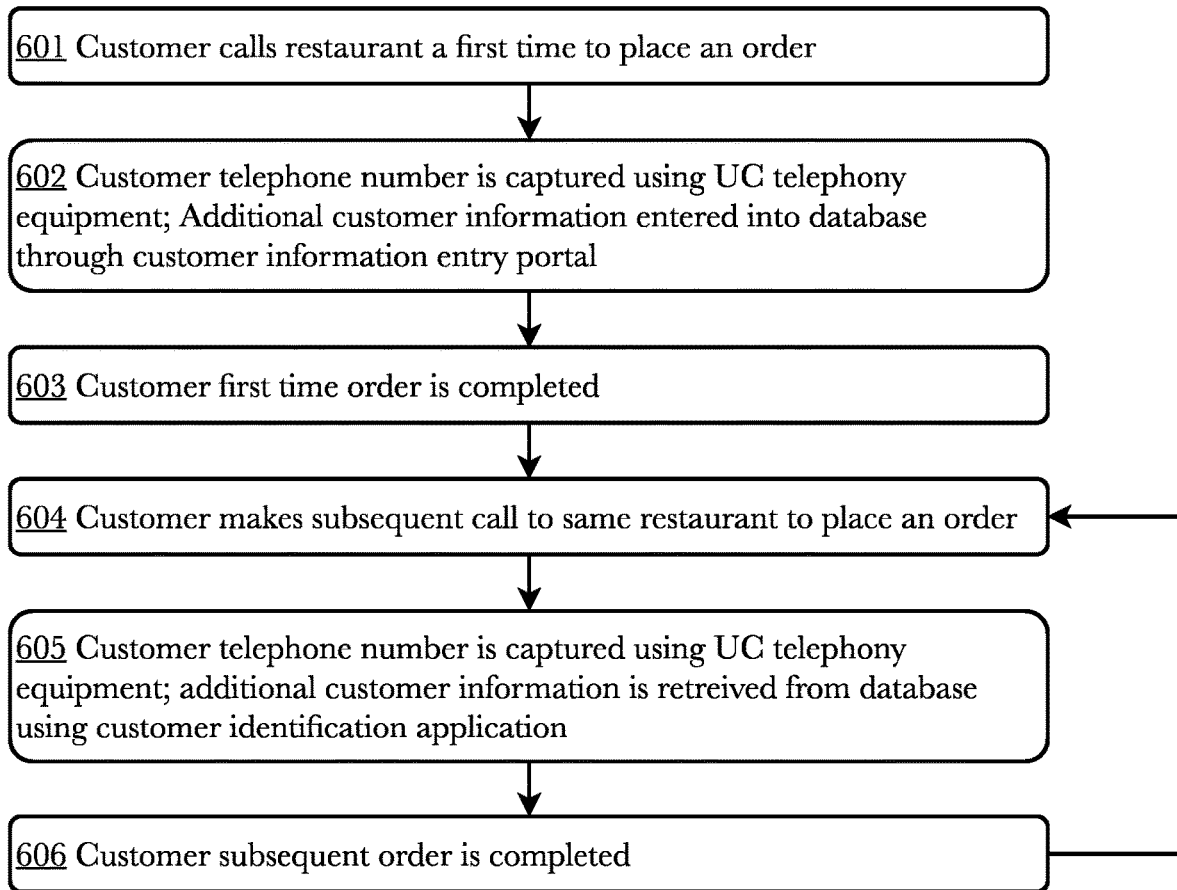 601 Customer calls restaurant a first time to place an order
602 Customer telephone number is captured using UC telephony
equipment; Additional customer information entered into database
through customer information entry portal
603 Customer first time order is completed
604 Customer makes subsequent call to same restaurant to place an order
605 Customer telephone number is captured using UC telephony
equipment; additional customer information is retreived from database
using customer identification application
606 Customer subsequent order is completed